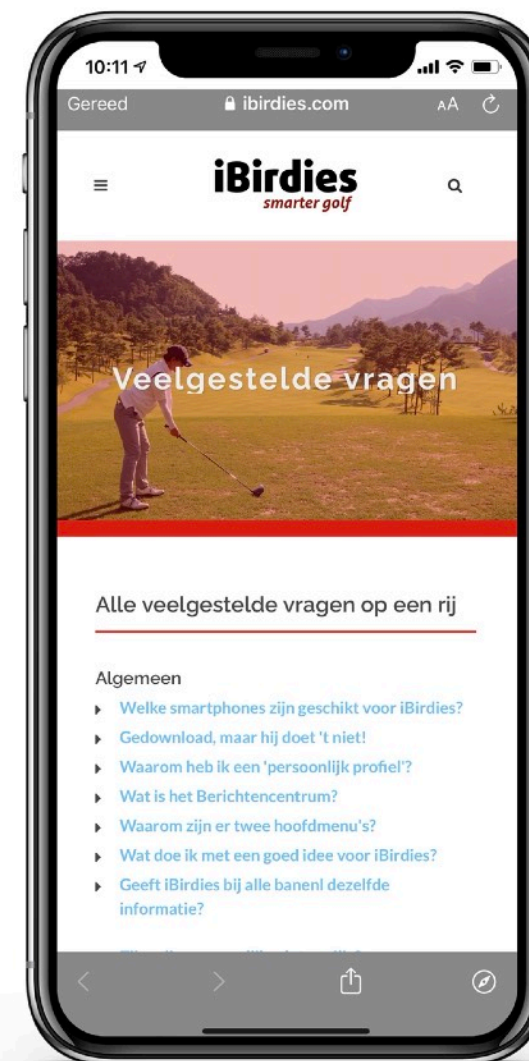 10:11
Gereed
ibirdies.com
AA
iBirdies
smarter golf
Veelgestelde vragen
Alle veelgestelde vragen op een rij
Algemeen
Welke smartphones zijn geschikt voor iBirdies?
Gedownload, maar hij doet 't niet!
Waarom heb ik een 'persoonlijk profiel'?
Wat is het Berichtencentrum?
Waarom zijn er twee hoofdmenu's?
Wat doe ik met een goed idee voor iBirdies?
Geeft iBirdies bij alle banenl dezelfde
informatie?